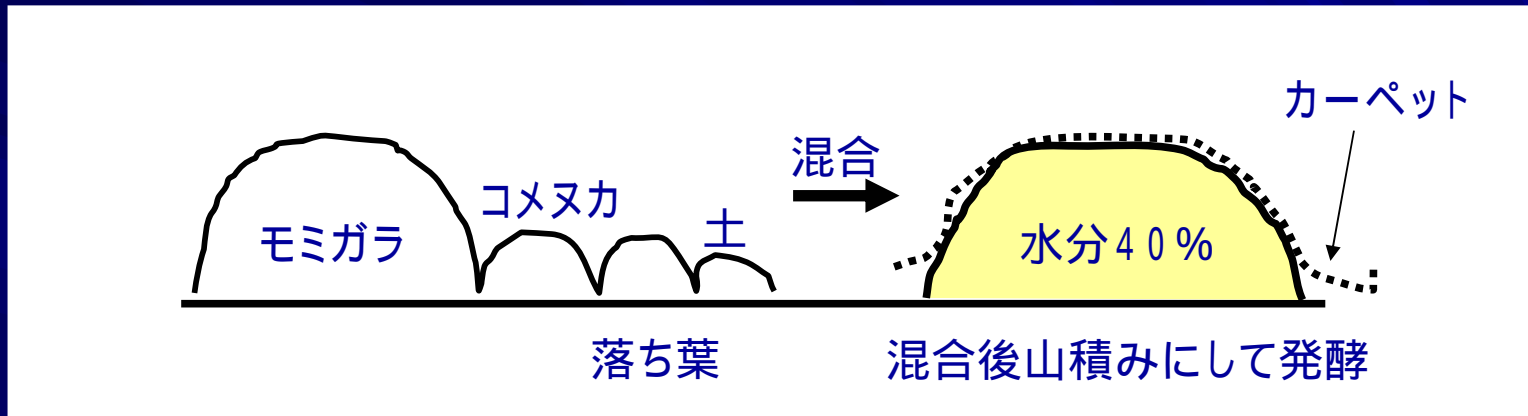 カーペット
混合
コメヌカ
土
モミガラ
水分40%
落ち葉
混合後山積みにして発酵